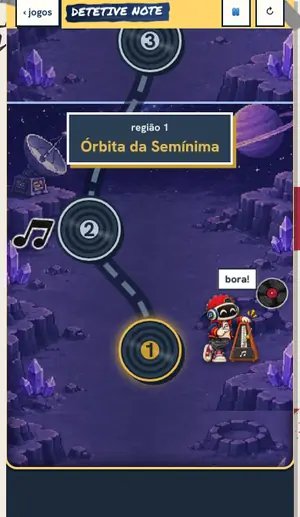 ‹ jogos
DETETIVE NOTE
3
região 1
Órbita da Semínima
2
bora!
1